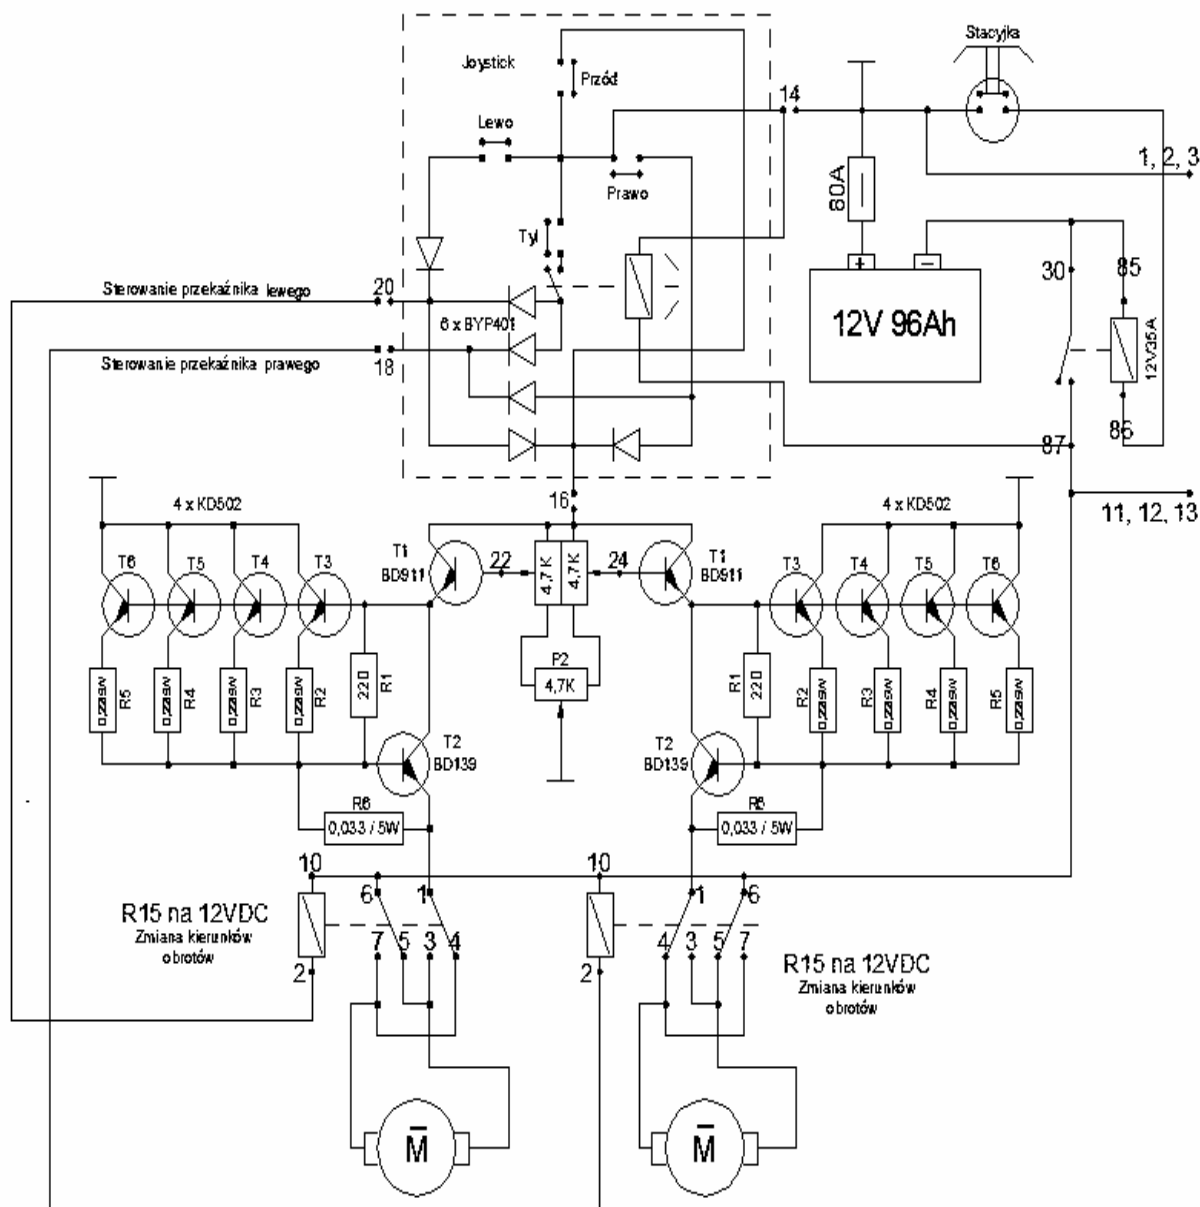 Stacyjka
Joystick
Przód
14
Lewo
1, 2, 3
80A
Prawo
Tył
+
−
30
85
20
Sterowanie przekaźnika lewego
6 x BYP401
12V 96Ah
12V35A
Sterowanie przekaźnika prawego
18
87
86
4 x KD502
16
4 x KD502
11, 12, 13
T6
T5
T4
T3
T1
BD911
22
4,7K
4,7K
24
T1
BD911
T3
T4
T5
T6
R5
R4
R3
R2
22Ω
R1
P2
4,7K
R1
22Ω
R2
R3
R4
R5
T2
BD139
T2
BD139
R6
0,033 / 5W
R6
0,033 / 5W
10
6
1
10
1
6
R15 na 12VDC
Zmiana kierunków
obrotów
7
5
3
4
4
3
5
7
2
2
R15 na 12VDC
Zmiana kierunków
obrotów
M
M